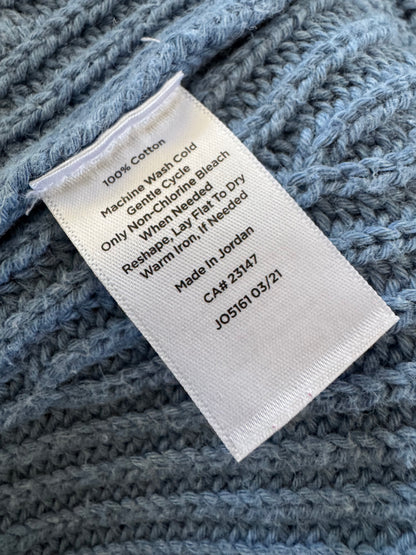 100% Cotton
Machine Wash Cold
Gentle Cycle
Only Non-Chlorine Bleach
When Needed
Reshape, Lay Flat To Dry
Warm Iron, If Needed
Made In Jordan
CA# 23147
JO5161 03/21